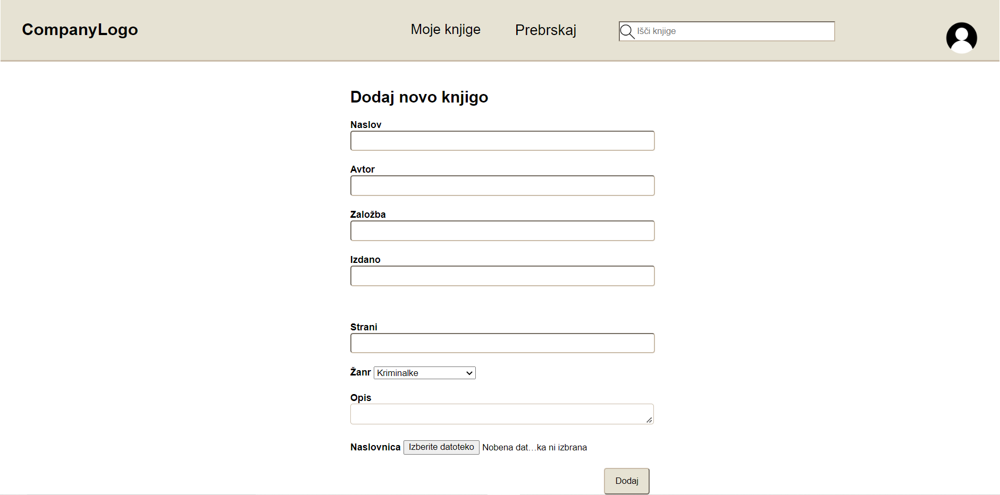 CompanyLogo
Moje knjige
Prebrskaj
Išči knjige
Dodaj novo knjigo
Naslov
Avtor
Založba
Izdano
Strani
Žanr Kriminalke
Opis
Naslovnica Izberite datoteko Nobena dat…ka ni izbrana
Dodaj